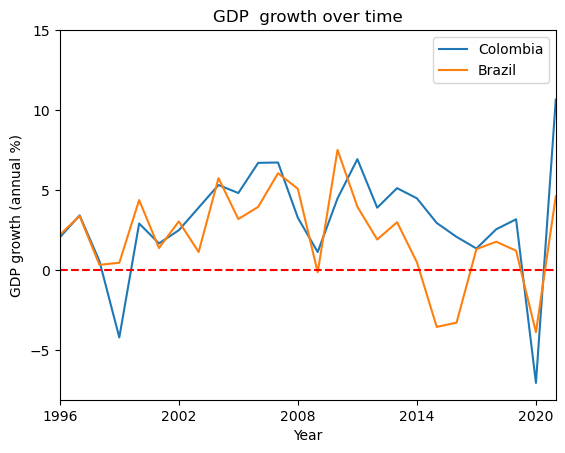 GDP  growth over time
GDP growth (annual %)
15
10
5
0
−5
Colombia
Brazil
1996
2002
2008
2014
2020
Year